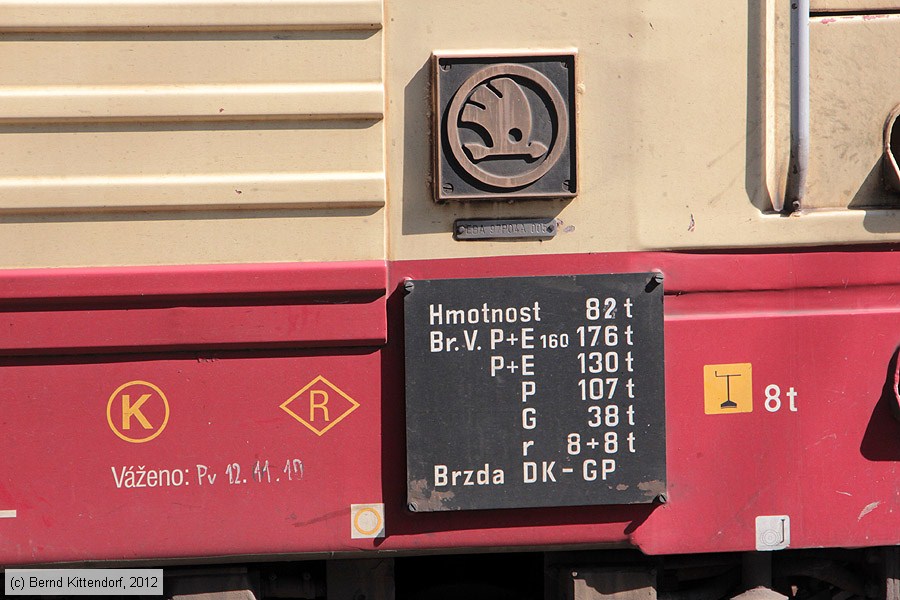 Hmotnost 82 t
Br.V. P+E 160 176 t
P+E 130 t
P 107 t
G 38 t
r 8+8 t
Brzda DK-GP
K
R
Váženo: Pv 12.11.10
8 t
J
(c) Bernd Kittendorf, 2012